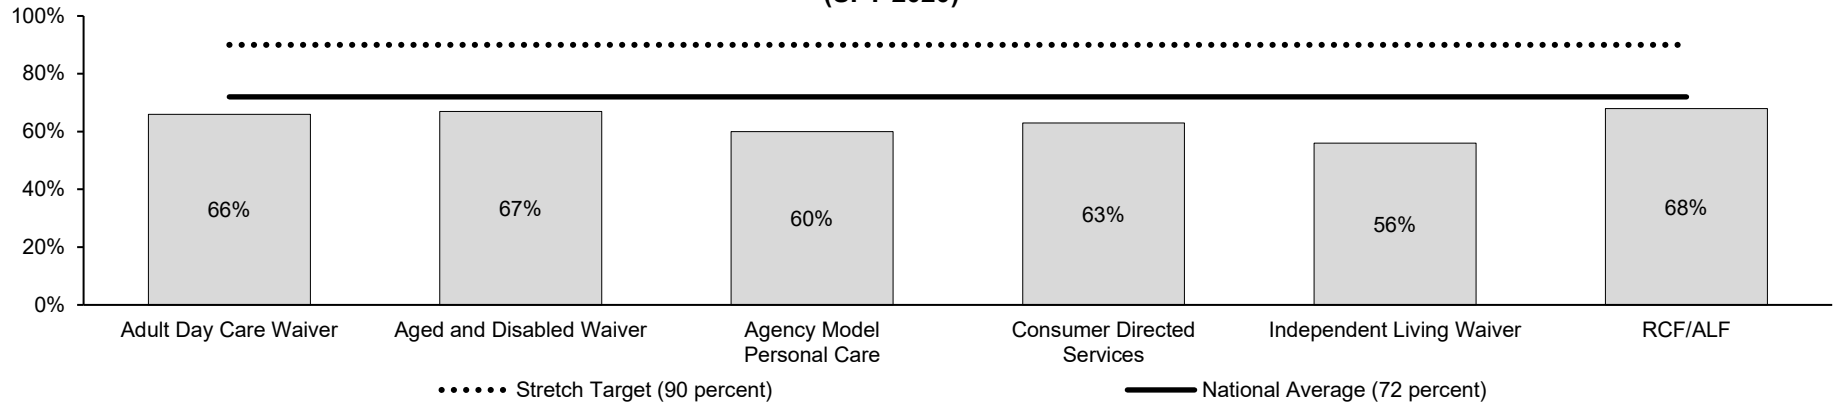 100%
80%
60%
40%
20%
0%
66%
67%
60%
63%
56%
68%
Adult Day Care Waiver
Aged and Disabled Waiver
Agency Model
Personal Care
Consumer Directed
Services
Independent Living Waiver
RCF/ALF
Stretch Target (90 percent)
National Average (72 percent)